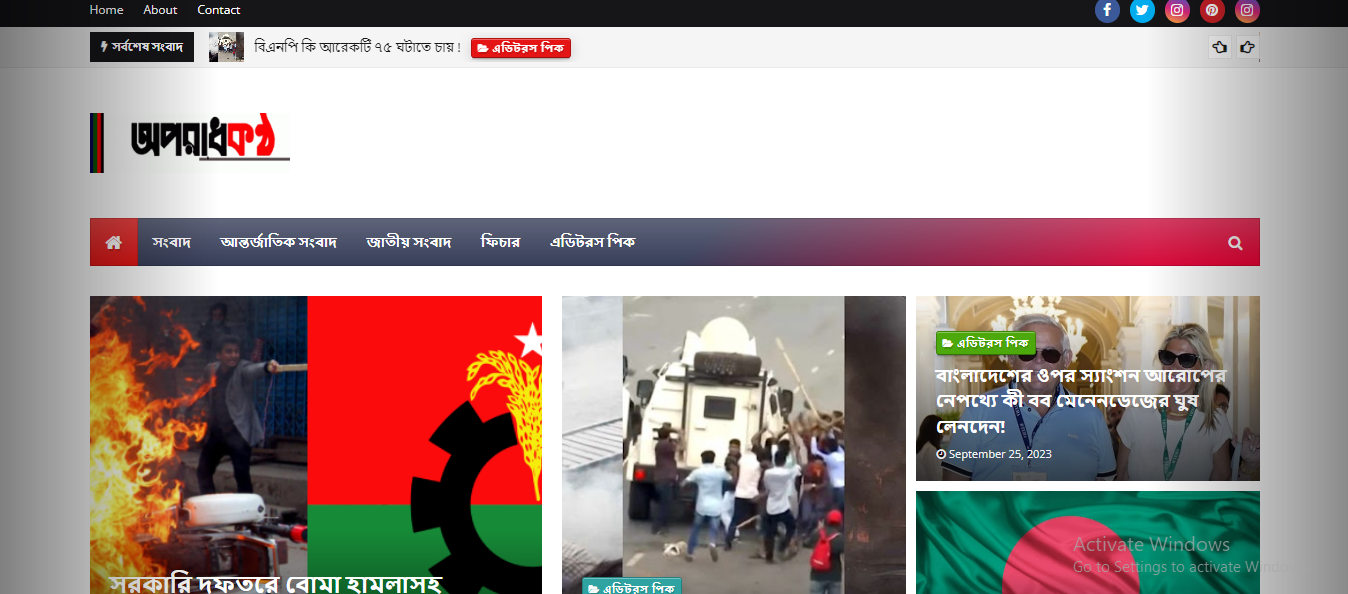 Home About Contact
সর্বশেষ সংবাদ বিএনপি কি আরেকটি ৭৫ ঘটাতে চায় ! এডিটরস পিক
অপরাধকণ্ঠ
সংবাদ আন্তর্জাতিক সংবাদ জাতীয় সংবাদ ফিচার এডিটরস পিক
এডিটরস পিক
বাংলাদেশের ওপর স্যাংশন আরোপের
নেপথ্যে কী বব মেনেনডেজের ঘুষ
লেনদেন!
September 25, 2023
সরকারি দফতরে বোমা হামলাসহ
এডিটরস পিক
Activate Windows
Go to Settings to activate Windows